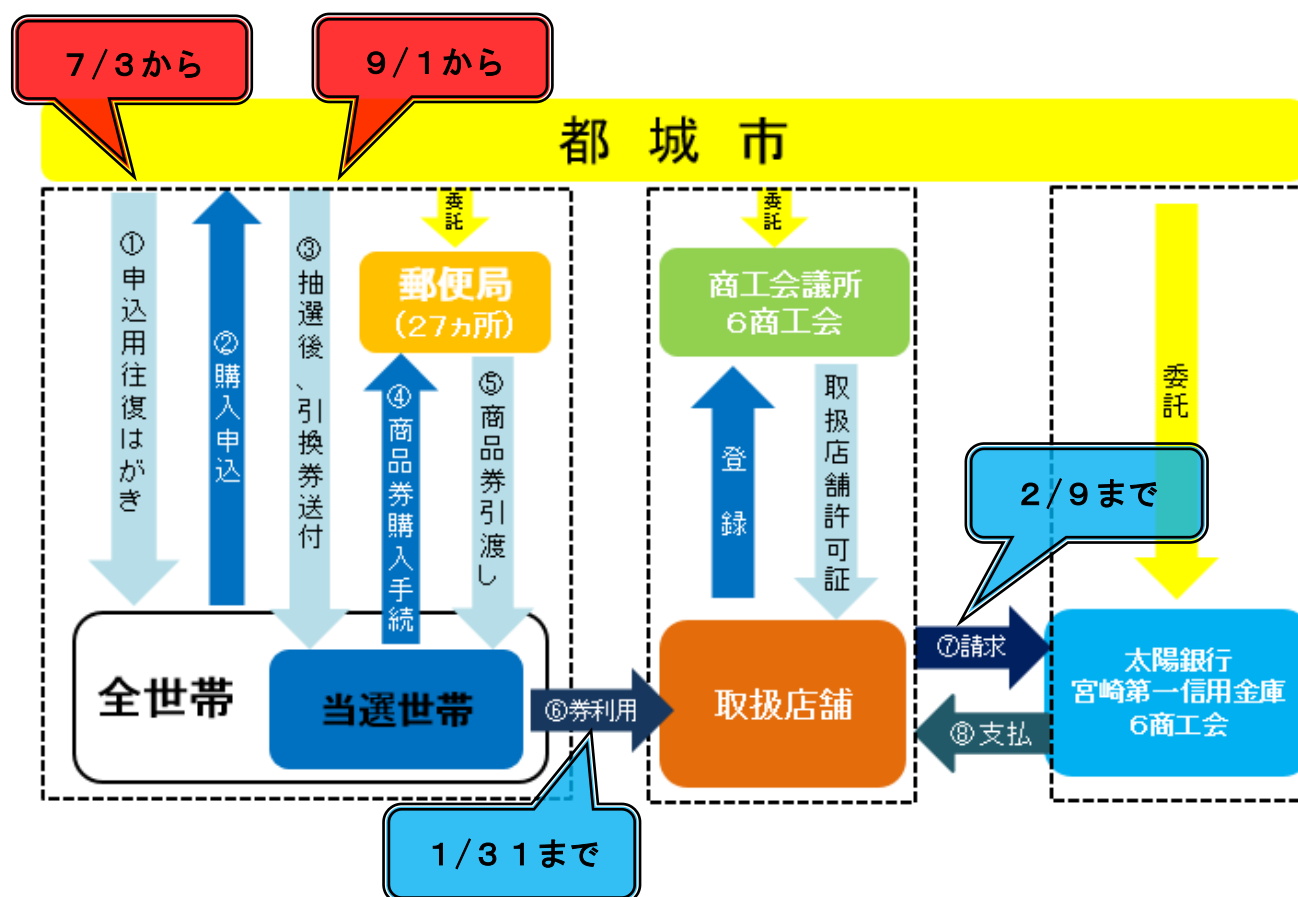 ７/３から
９/１から
都城市
①申込用往復はがき
②購入申込
③抽選後、引換券送付
委託
郵便局
(27ヵ所)
④商品券購入手続
⑤商品券引渡し
委託
商工会議所
6商工会
登録
取扱店舗許可証
委託
２/９まで
全世帯
当選世帯
⑥券利用
取扱店舗
⑦請求
⑧支払
太陽銀行
宮崎第一信用金庫
6商工会
１/３１まで